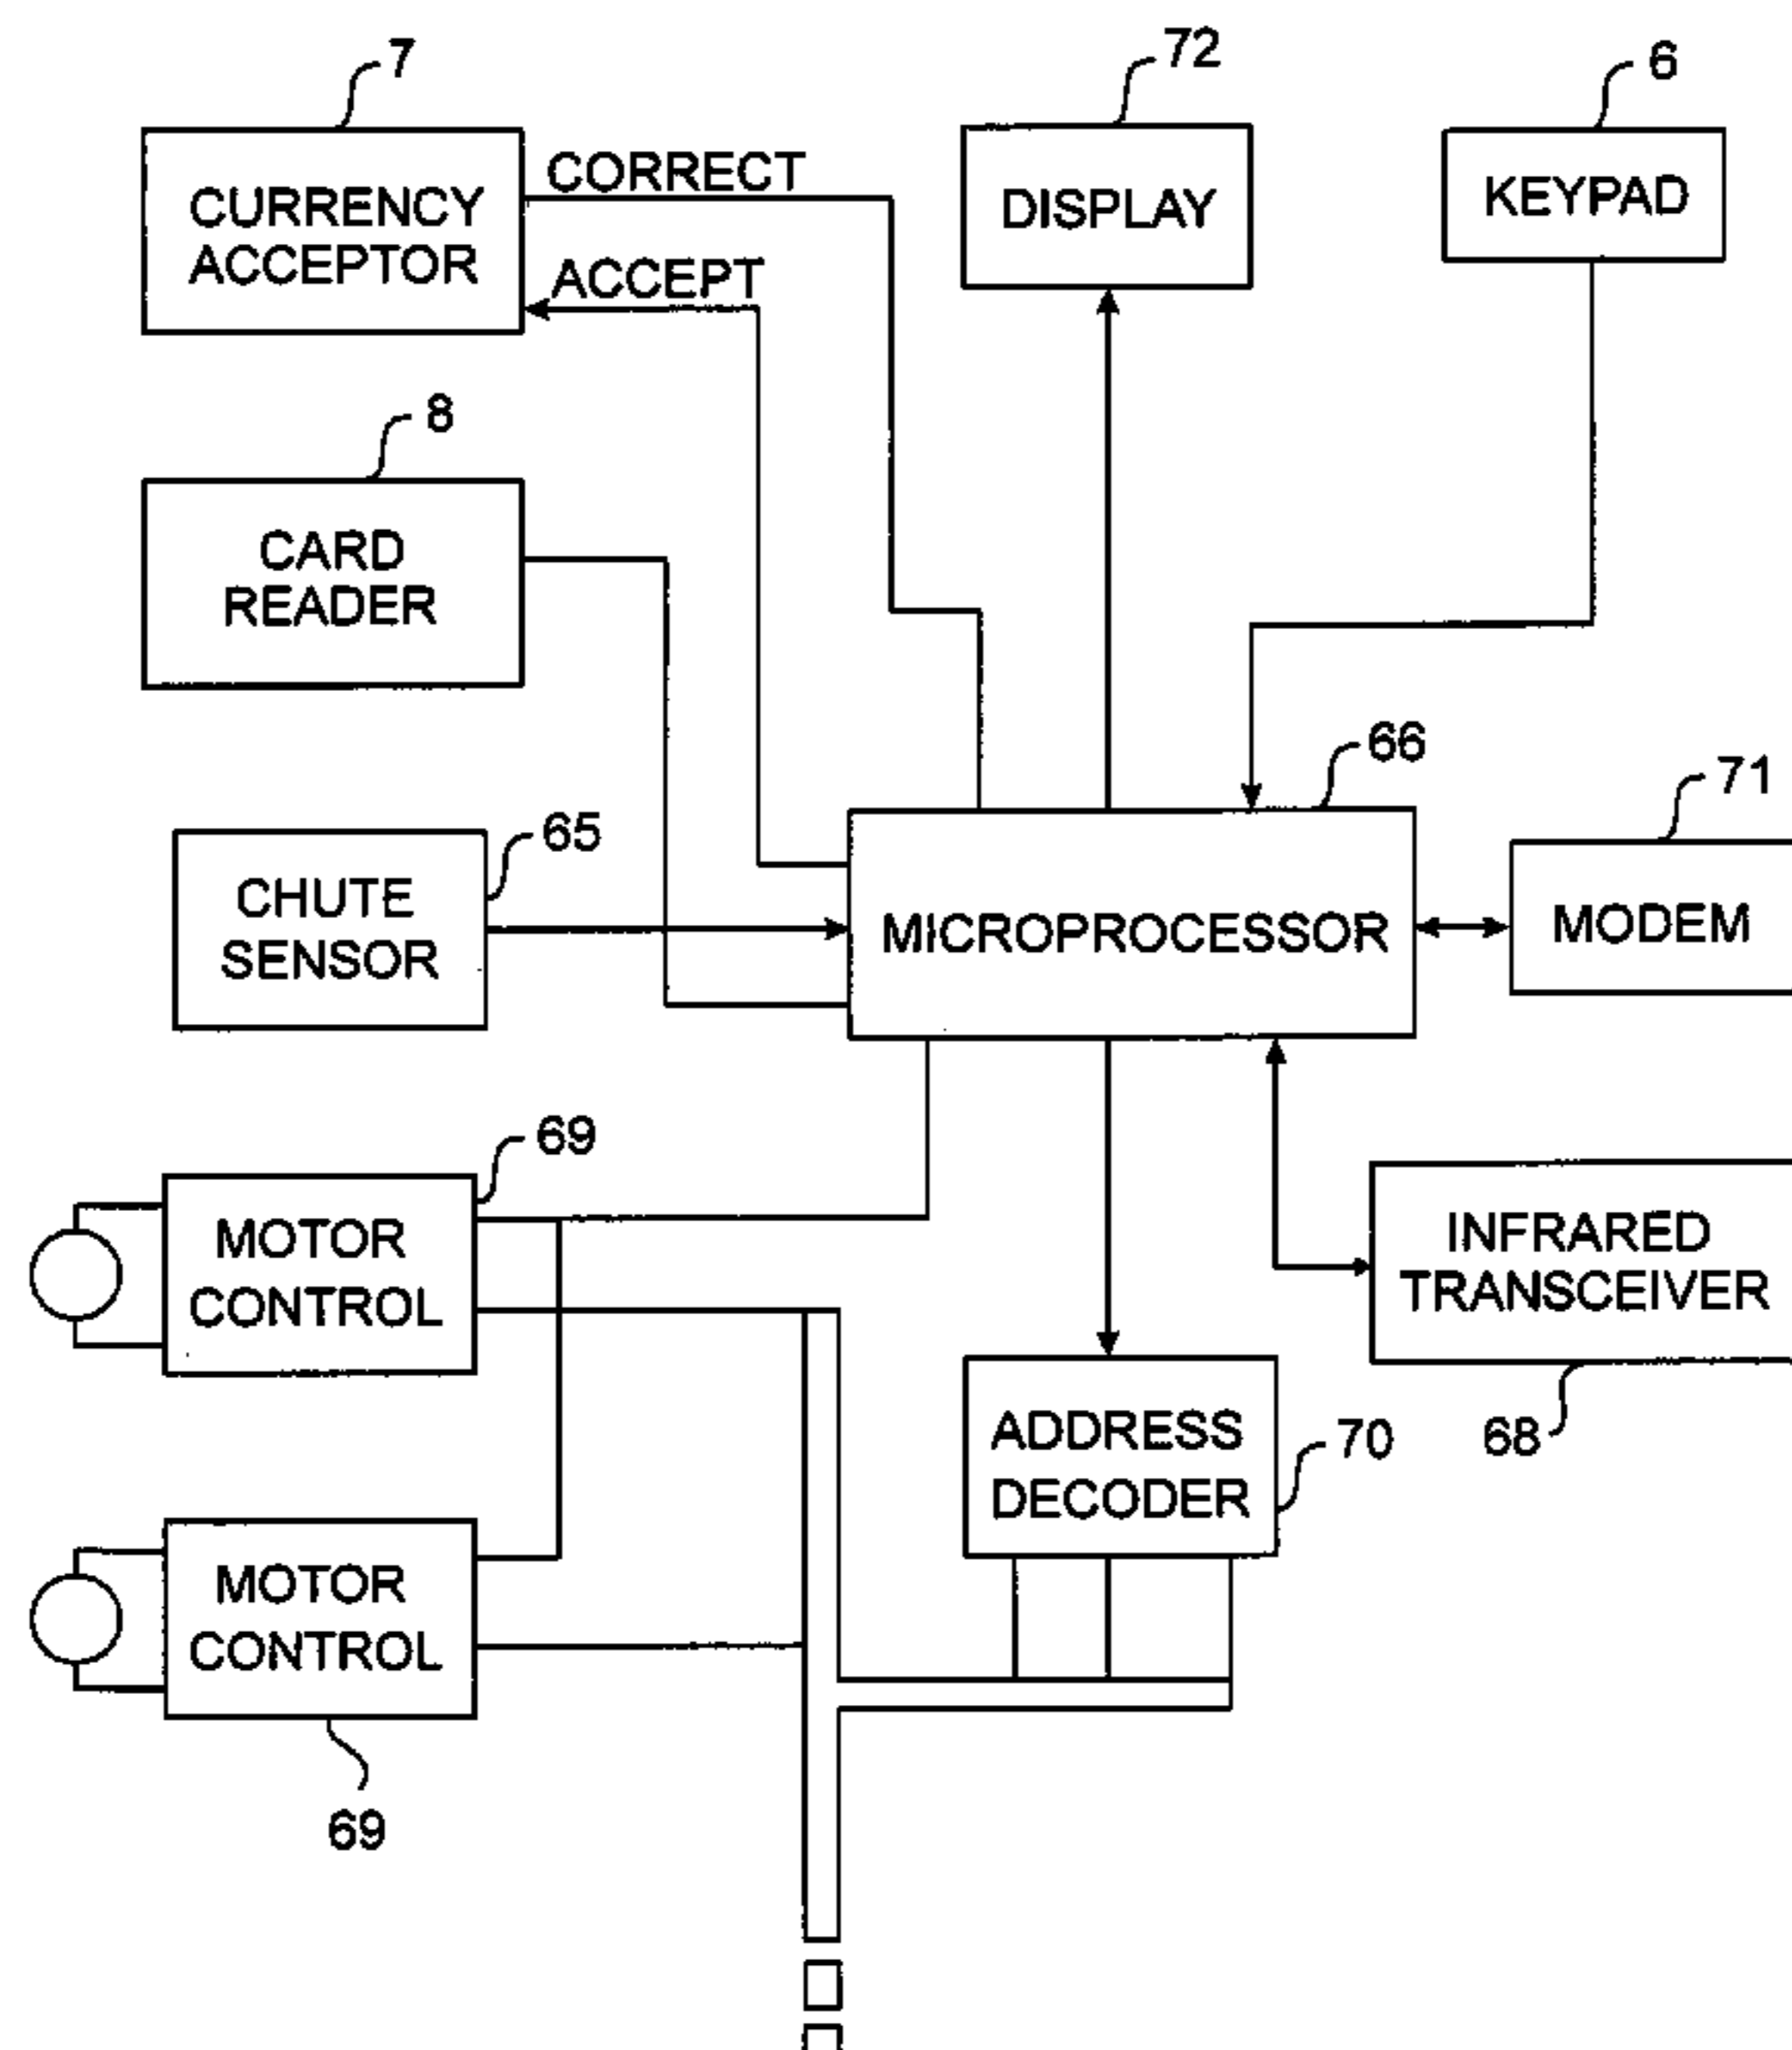 7
72
6
CURRENCY
ACCEPTOR
CORRECT
ACCEPT
DISPLAY
KEYPAD
8
CARD
READER
66
71
65
CHUTE
SENSOR
MICROPROCESSOR
MODEM
69
MOTOR
CONTROL
INFRARED
TRANSCEIVER
68
ADDRESS
DECODER
70
MOTOR
CONTROL
69